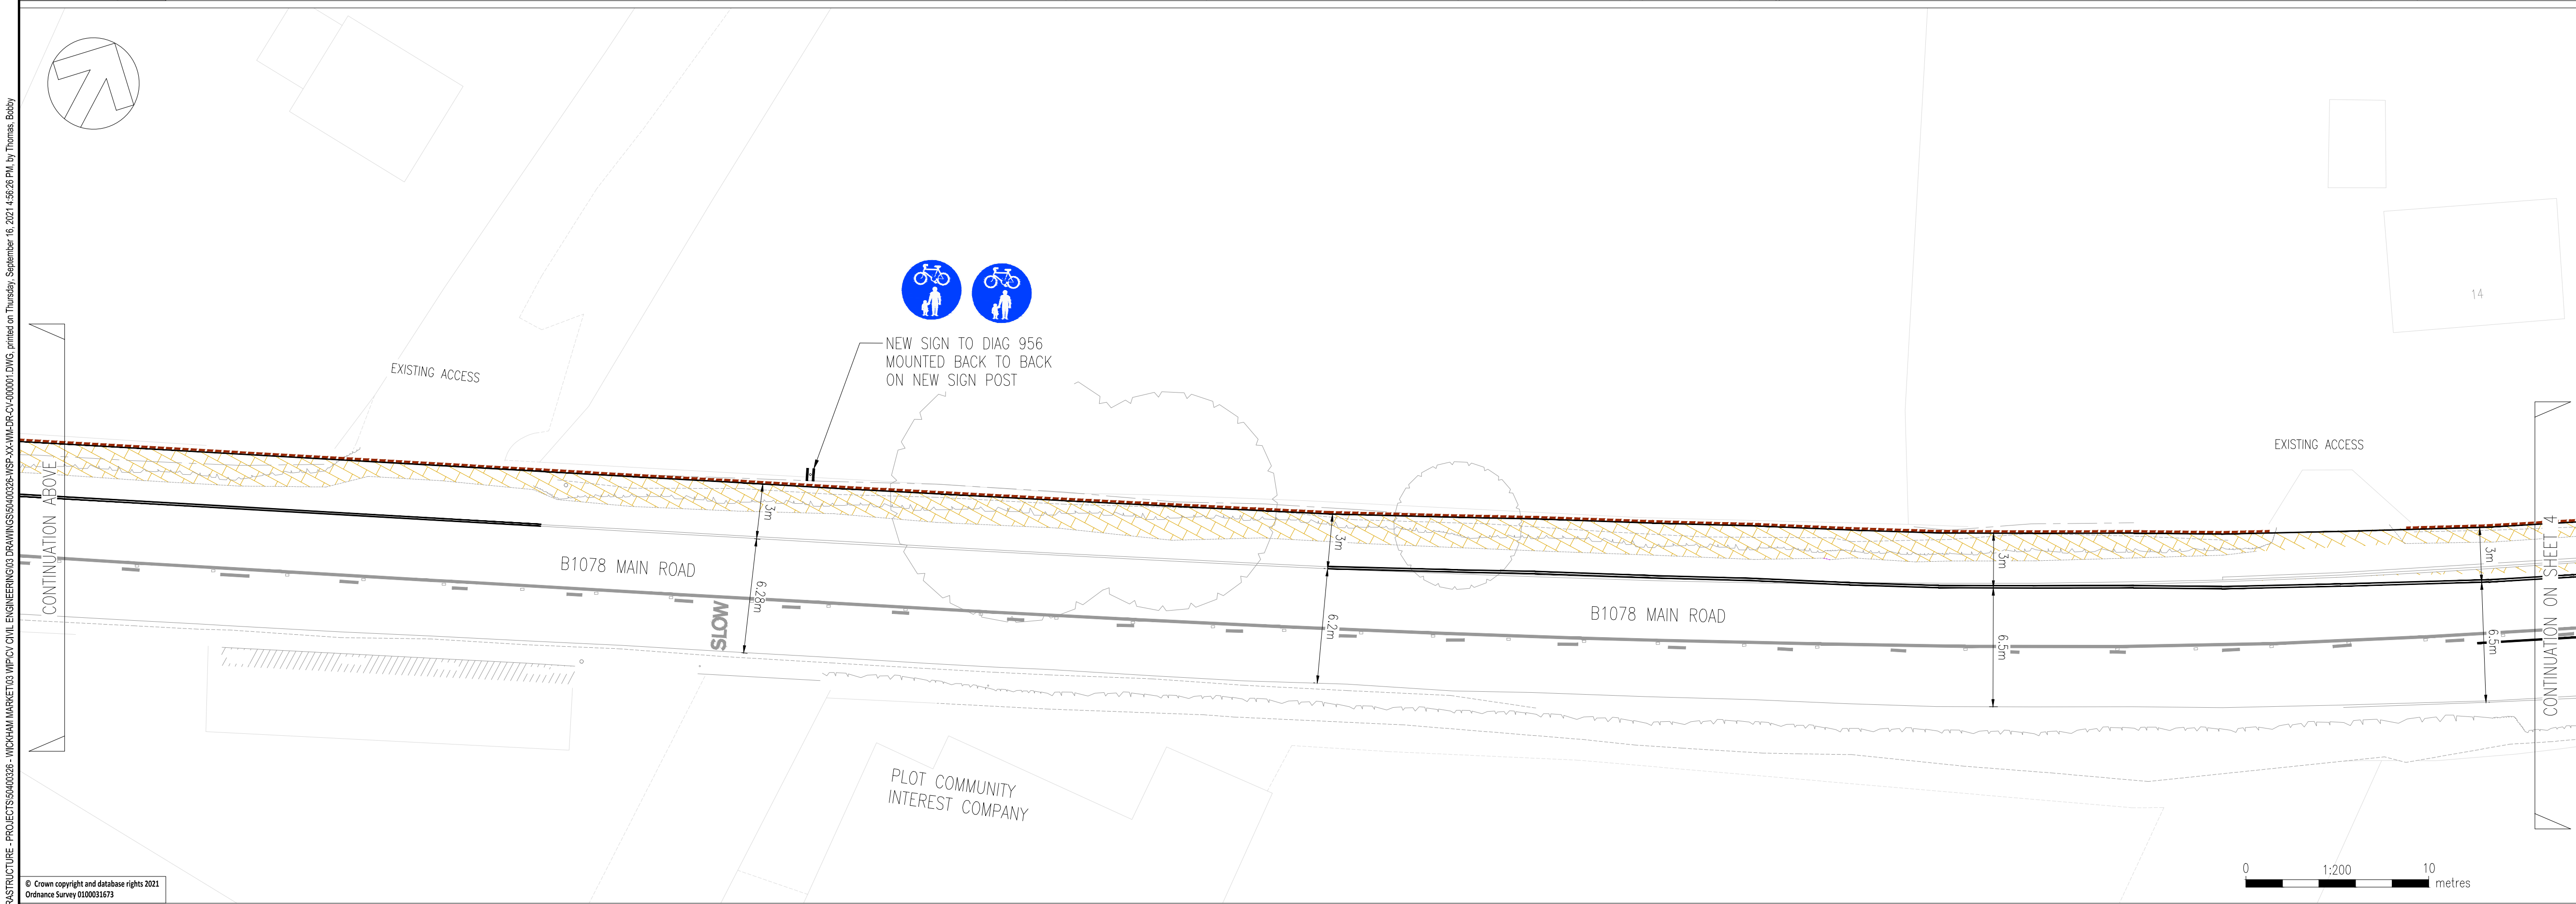 RASTRUCTURE - PROJECTS\50400326 - WICKHAM MARKET\03 WIP\CV CIVIL ENGINEERING\03 DRAWINGS\50400326-WSP-XX-WM-DR-CV-000001.DWG, printed on Thursday, September 16, 2021 4:56:26 PM, by Thomas, Bobby
CONTINUATION ABOVE
EXISTING ACCESS
NEW SIGN TO DIAG 956
MOUNTED BACK TO BACK
ON NEW SIGN POST
14
EXISTING ACCESS
3m
3m
3m
3m
B1078 MAIN ROAD
SLOW
6.28m
6.2m
B1078 MAIN ROAD
6.5m
6.5m
CONTINUATION ON SHEET 4
PLOT COMMUNITY
INTEREST COMPANY
0
1:200
10
metres
© Crown copyright and database rights 2021
Ordnance Survey 0100031673